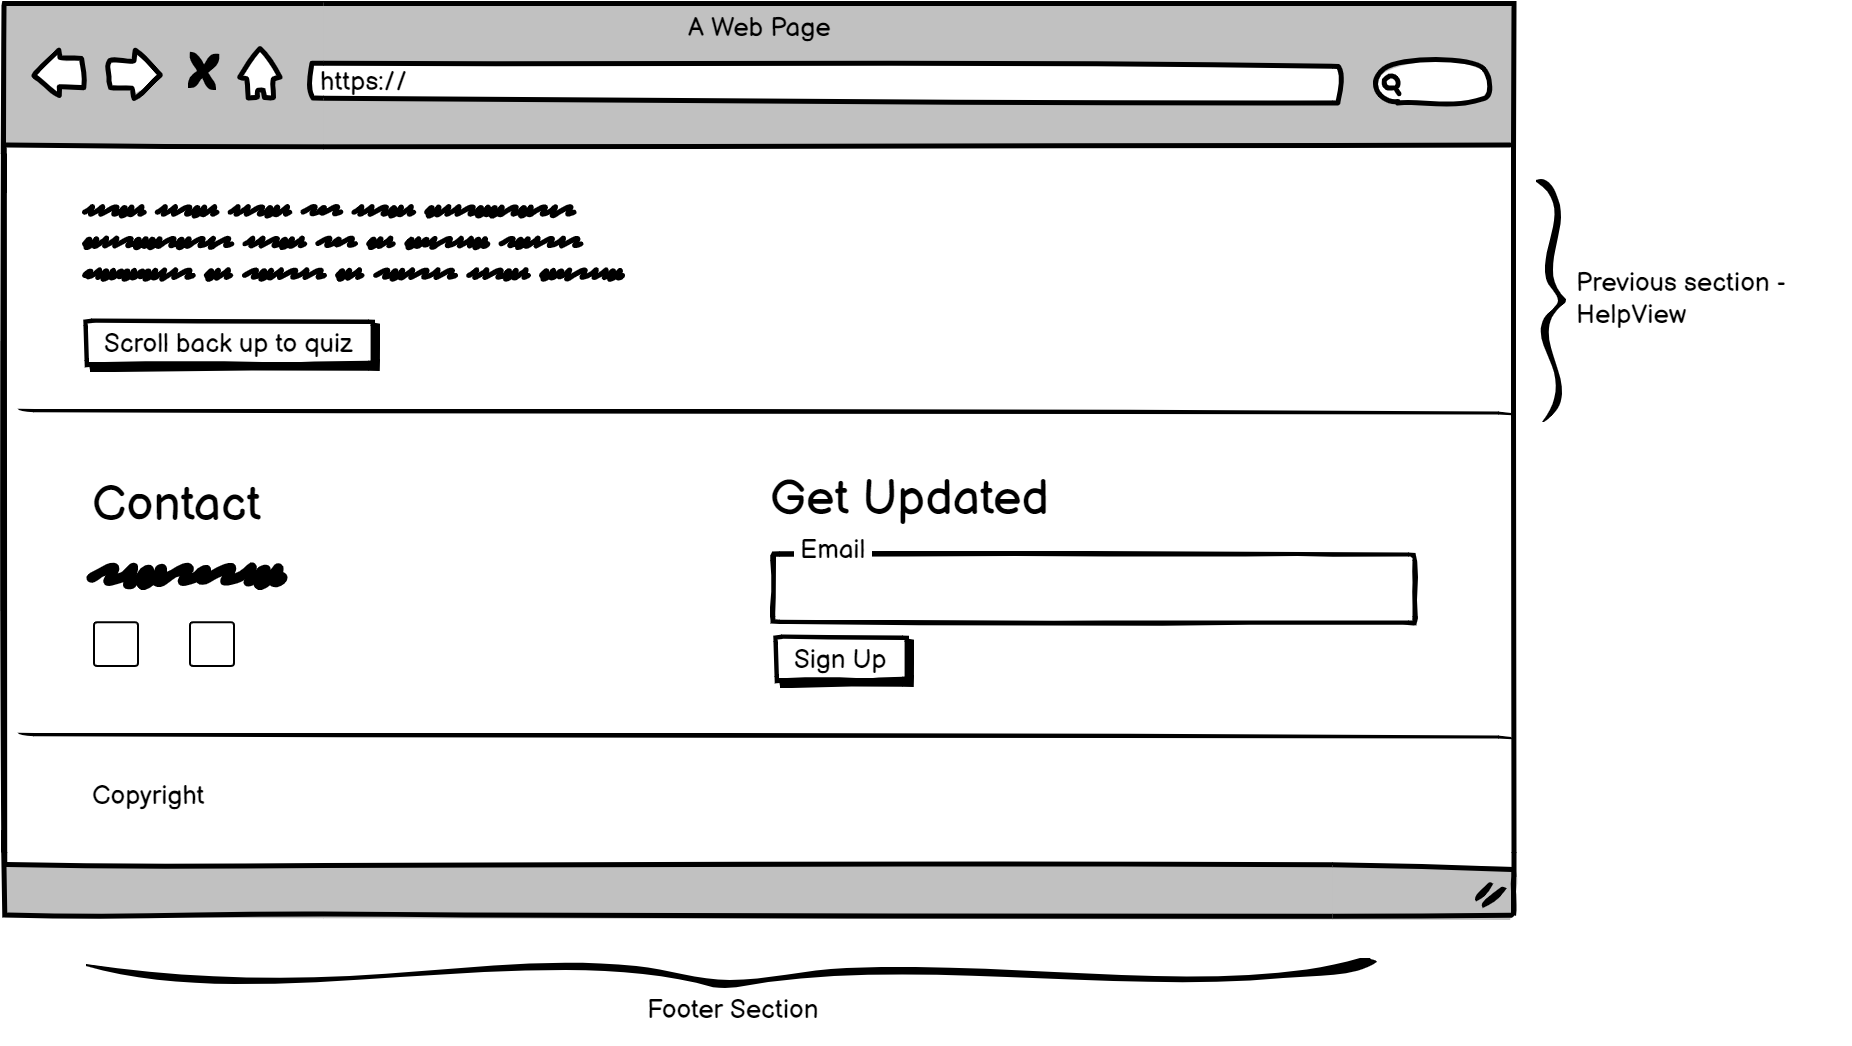 A Web Page
https://
Scroll back up to quiz
Previous section -
HelpView
Contact
Get Updated
Email
Sign Up
Copyright
Footer Section